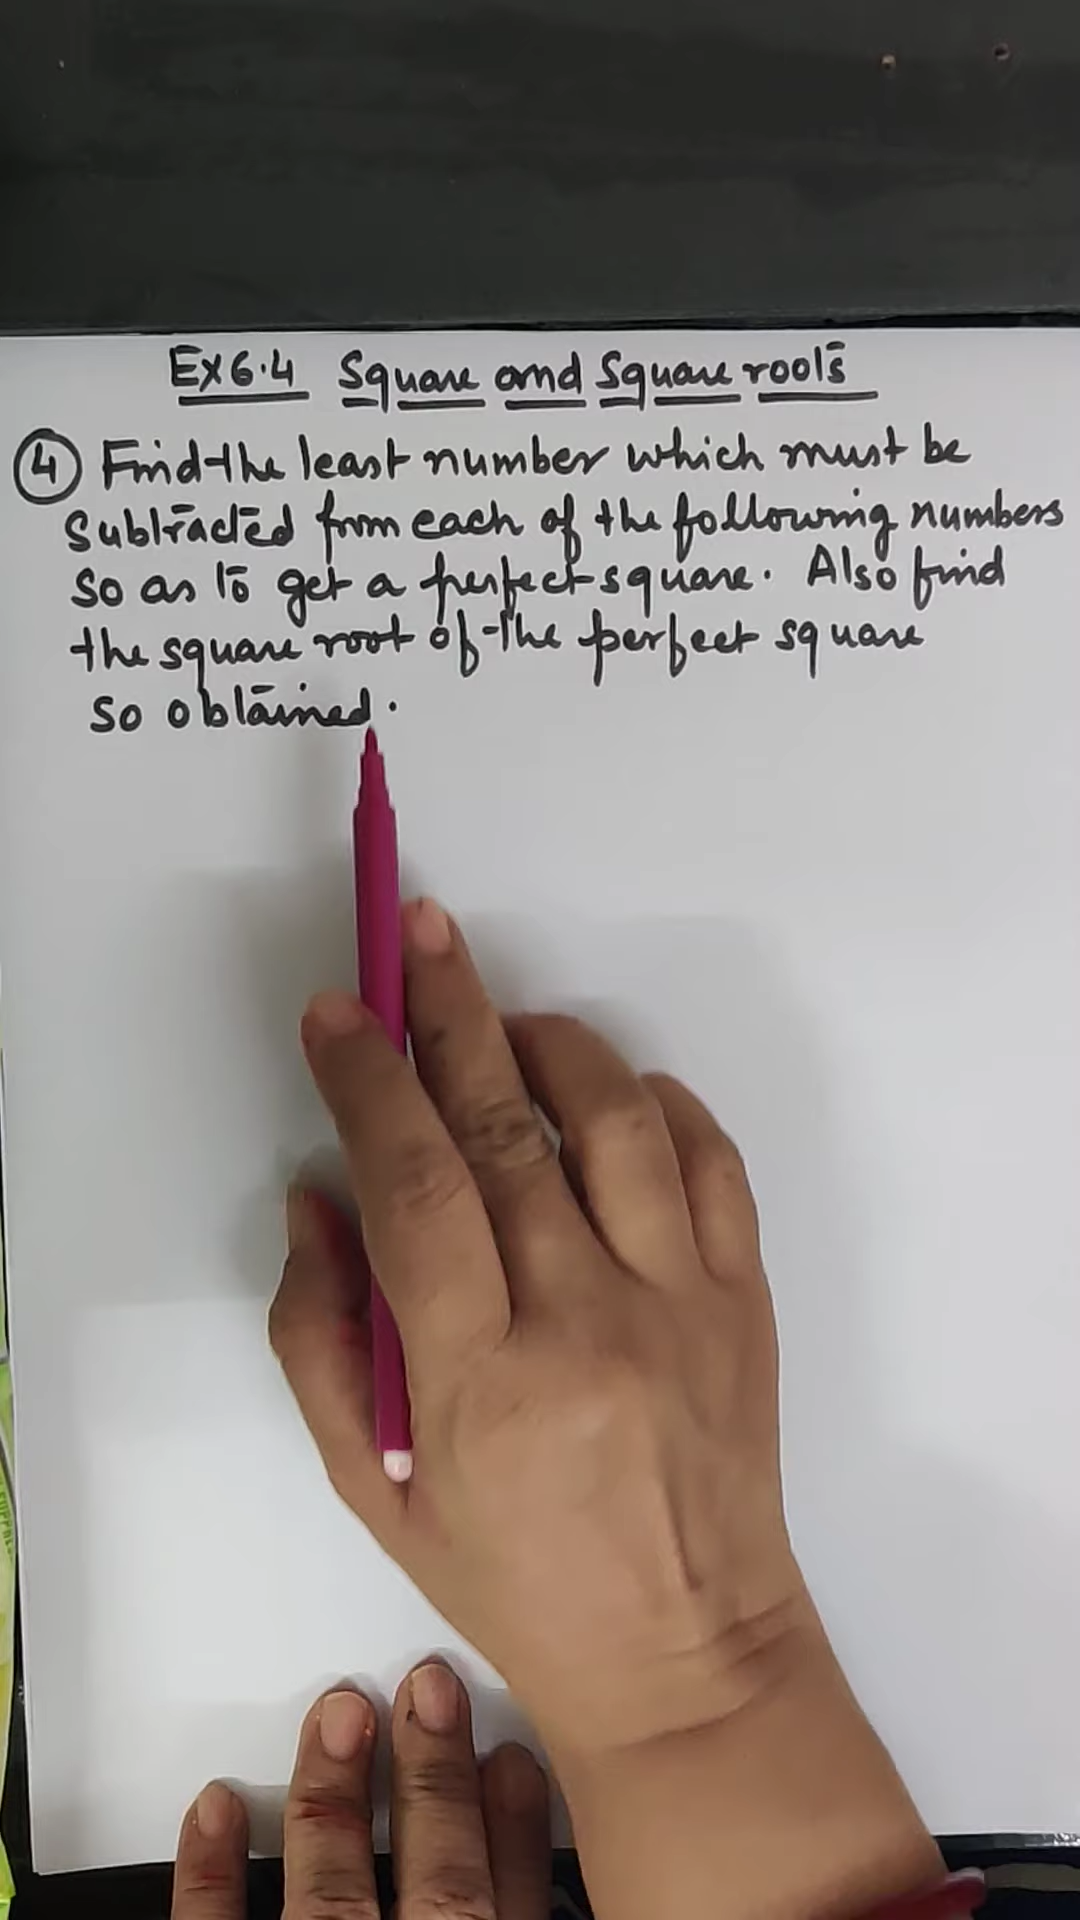 Ex 6.4 Square and Square roots
4 Find the least number which must be
Subtracted from each of the following numbers
so as to get a perfect square. Also find
the square root of the perfect square
so obtained.